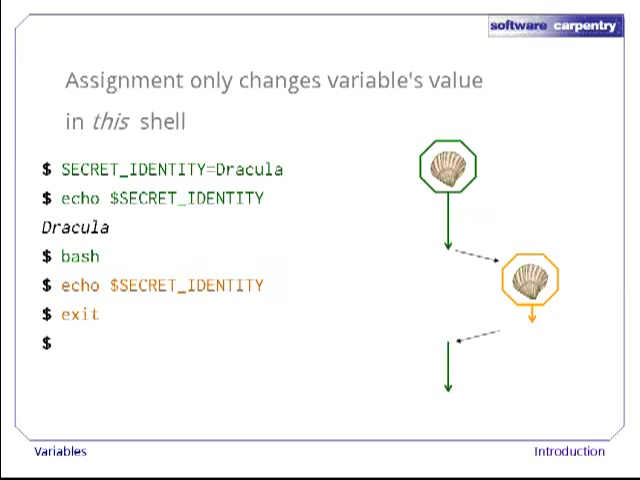 software carpentry
Assignment only changes variable's value
in this shell
$ SECRET_IDENTITY=Dracula
$ echo $SECRET_IDENTITY
Dracula
$ bash
$ echo $SECRET_IDENTITY
$ exit
$
Variables
Introduction